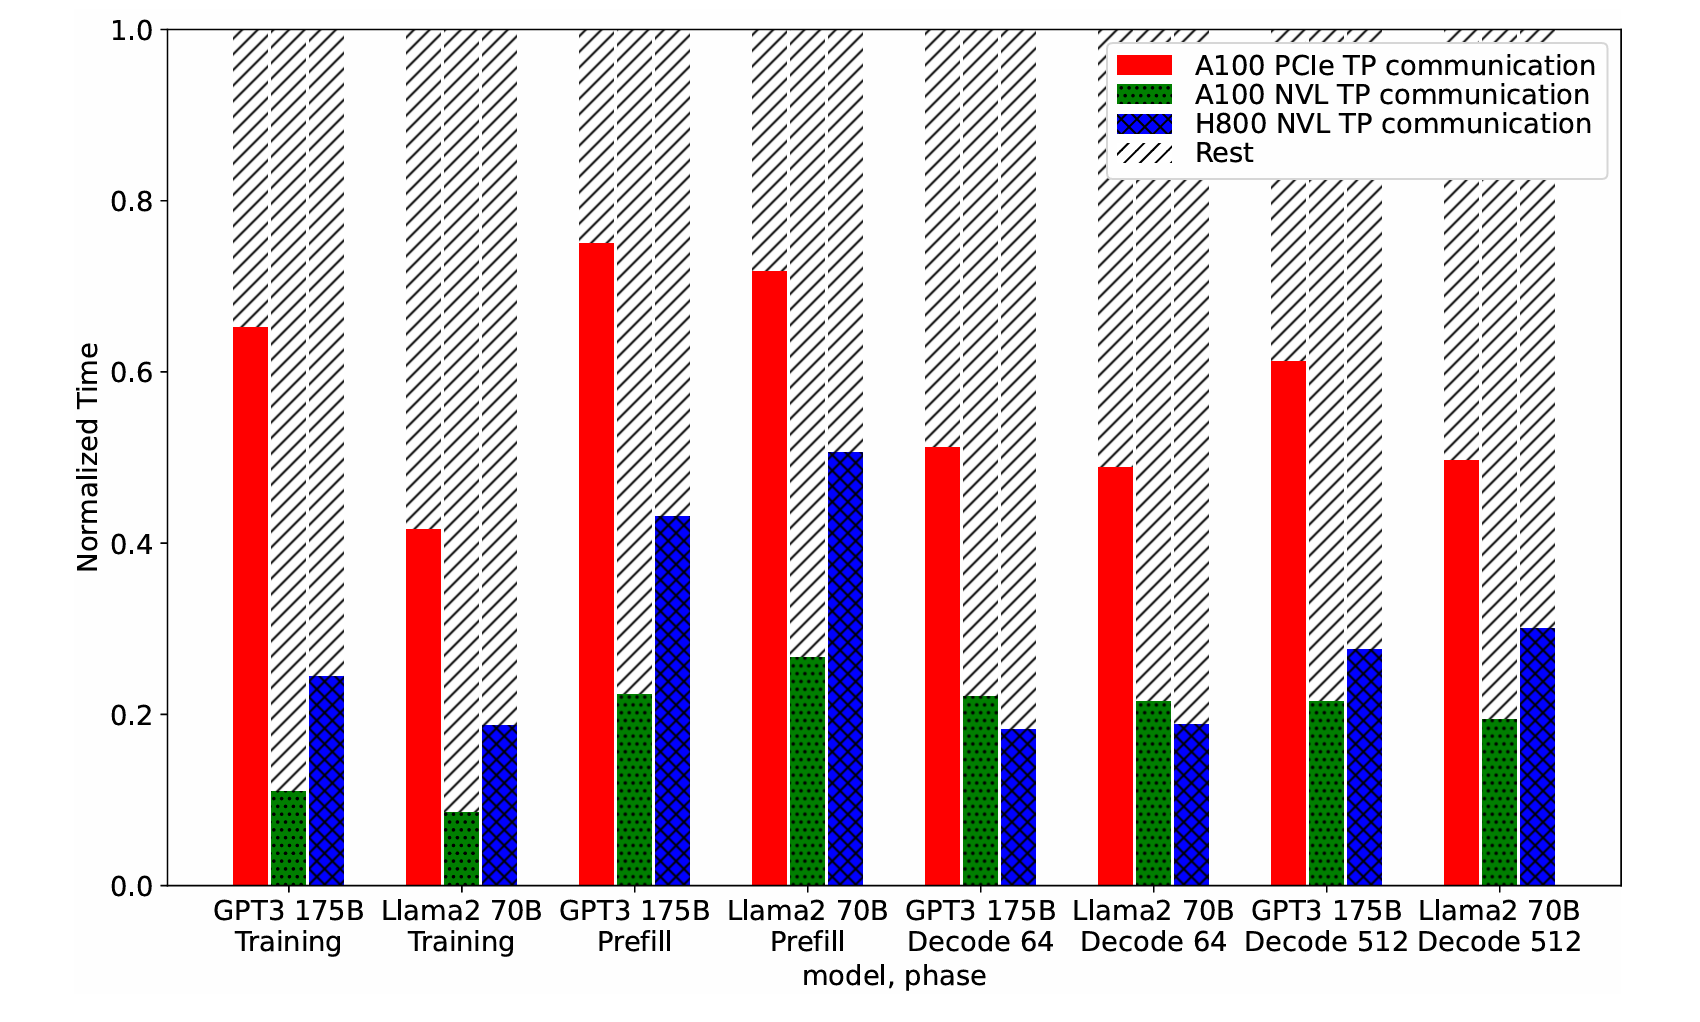 1.0
0.8
0.6
0.4
0.2
0.0
Normalized Time
A100 PCIe TP communication
A100 NVL TP communication
H800 NVL TP communication
Rest
GPT3 175B Training
Llama2 70B Training
GPT3 175B Prefill
Llama2 70B Prefill
GPT3 175B Decode 64
Llama2 70B Decode 64
GPT3 175B Decode 512
Llama2 70B Decode 512
model, phase